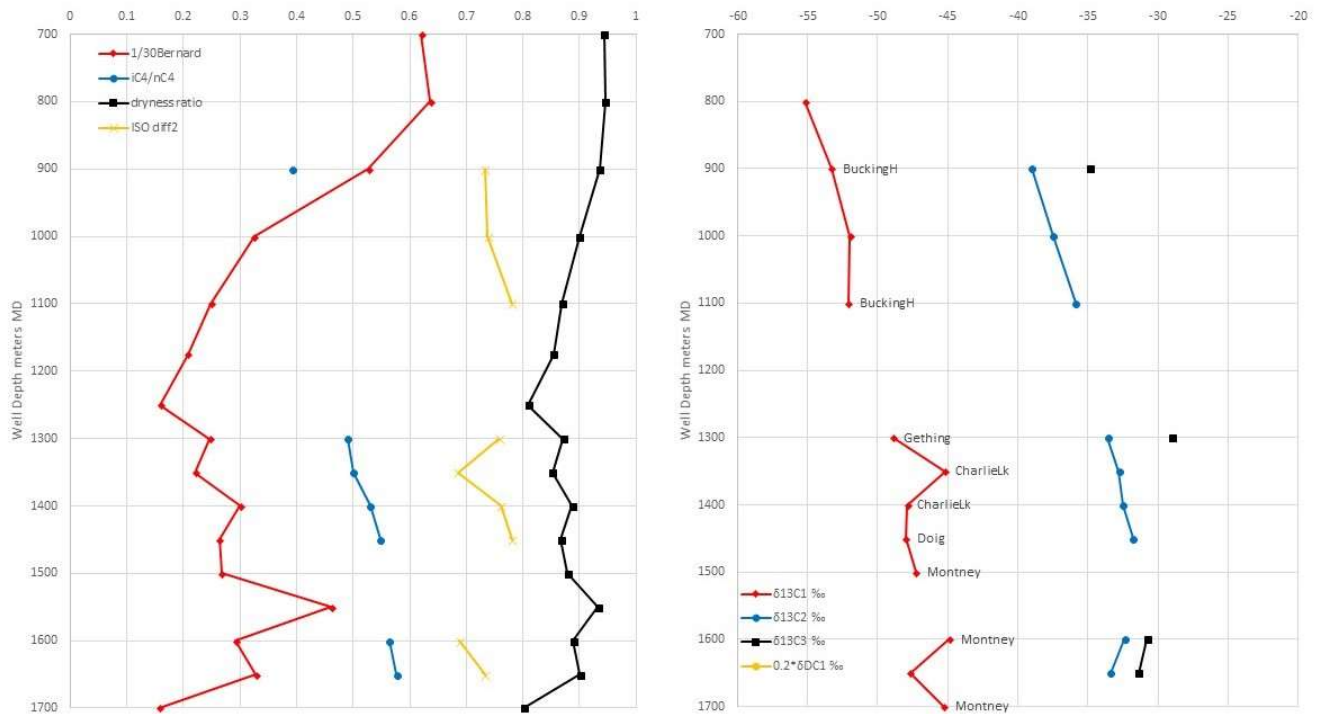 0 0.1 0.2 0.3 0.4 0.5 0.6 0.7 0.8 0.9 1
700
800
900
1000
1100
1200
1300
1400
1500
1600
1700
Well Depth meters MD
1/30Bernard
iC4/nC4
dryness ratio
ISO diff2
-60 -50 -40 -30 -20
700
800
900
1000
1100
1200
1300
1400
1500
1600
1700
Well Depth meters MD
BuckingH
BuckingH
Gething
CharlieLk
CharlieLk
Doig
Montney
Montney
Montney
δ13C1 ‰
δ13C2 ‰
δ13C3 ‰
0.2*δDC1 ‰